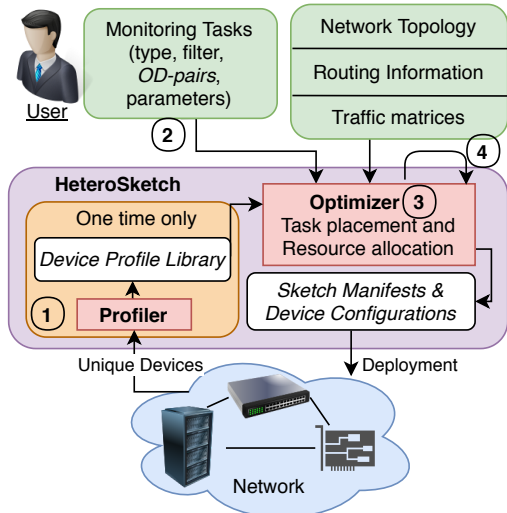 Monitoring Tasks
(type, filter,
OD-pairs,
parameters)
User
2
Network Topology
Routing Information
Traffic matrices
4
HeteroSketch
One time only
Device Profile Library
1
Profiler
Optimizer 3
Task placement and
Resource allocation
Sketch Manifests &
Device Configurations
Unique Devices
Deployment
Network